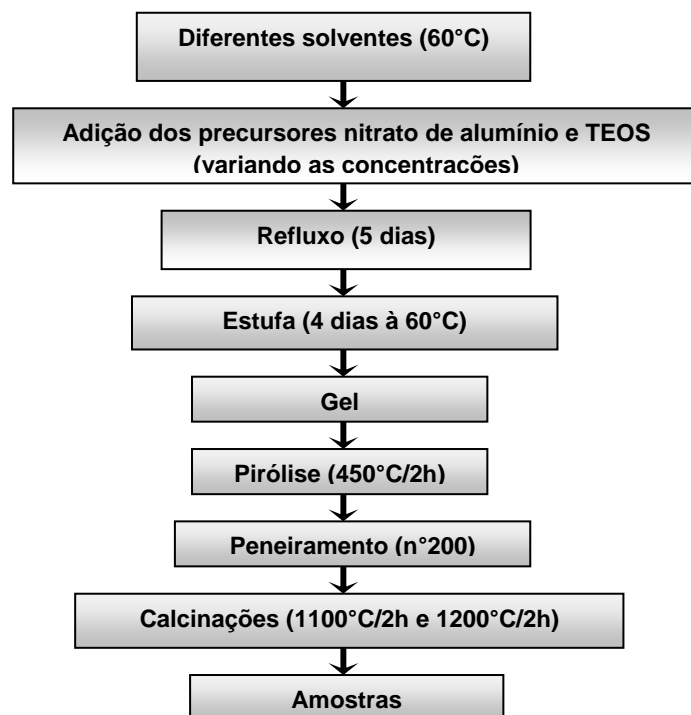 Diferentes solventes (60°C)
Adição dos precursores nitrato de alumínio e TEOS
(variando as concentrações)
Refluxo (5 dias)
Estufa (4 dias à 60°C)
Gel
Pirólise (450°C/2h)
Peneiramento (n°200)
Calcinações (1100°C/2h e 1200°C/2h)
Amostras